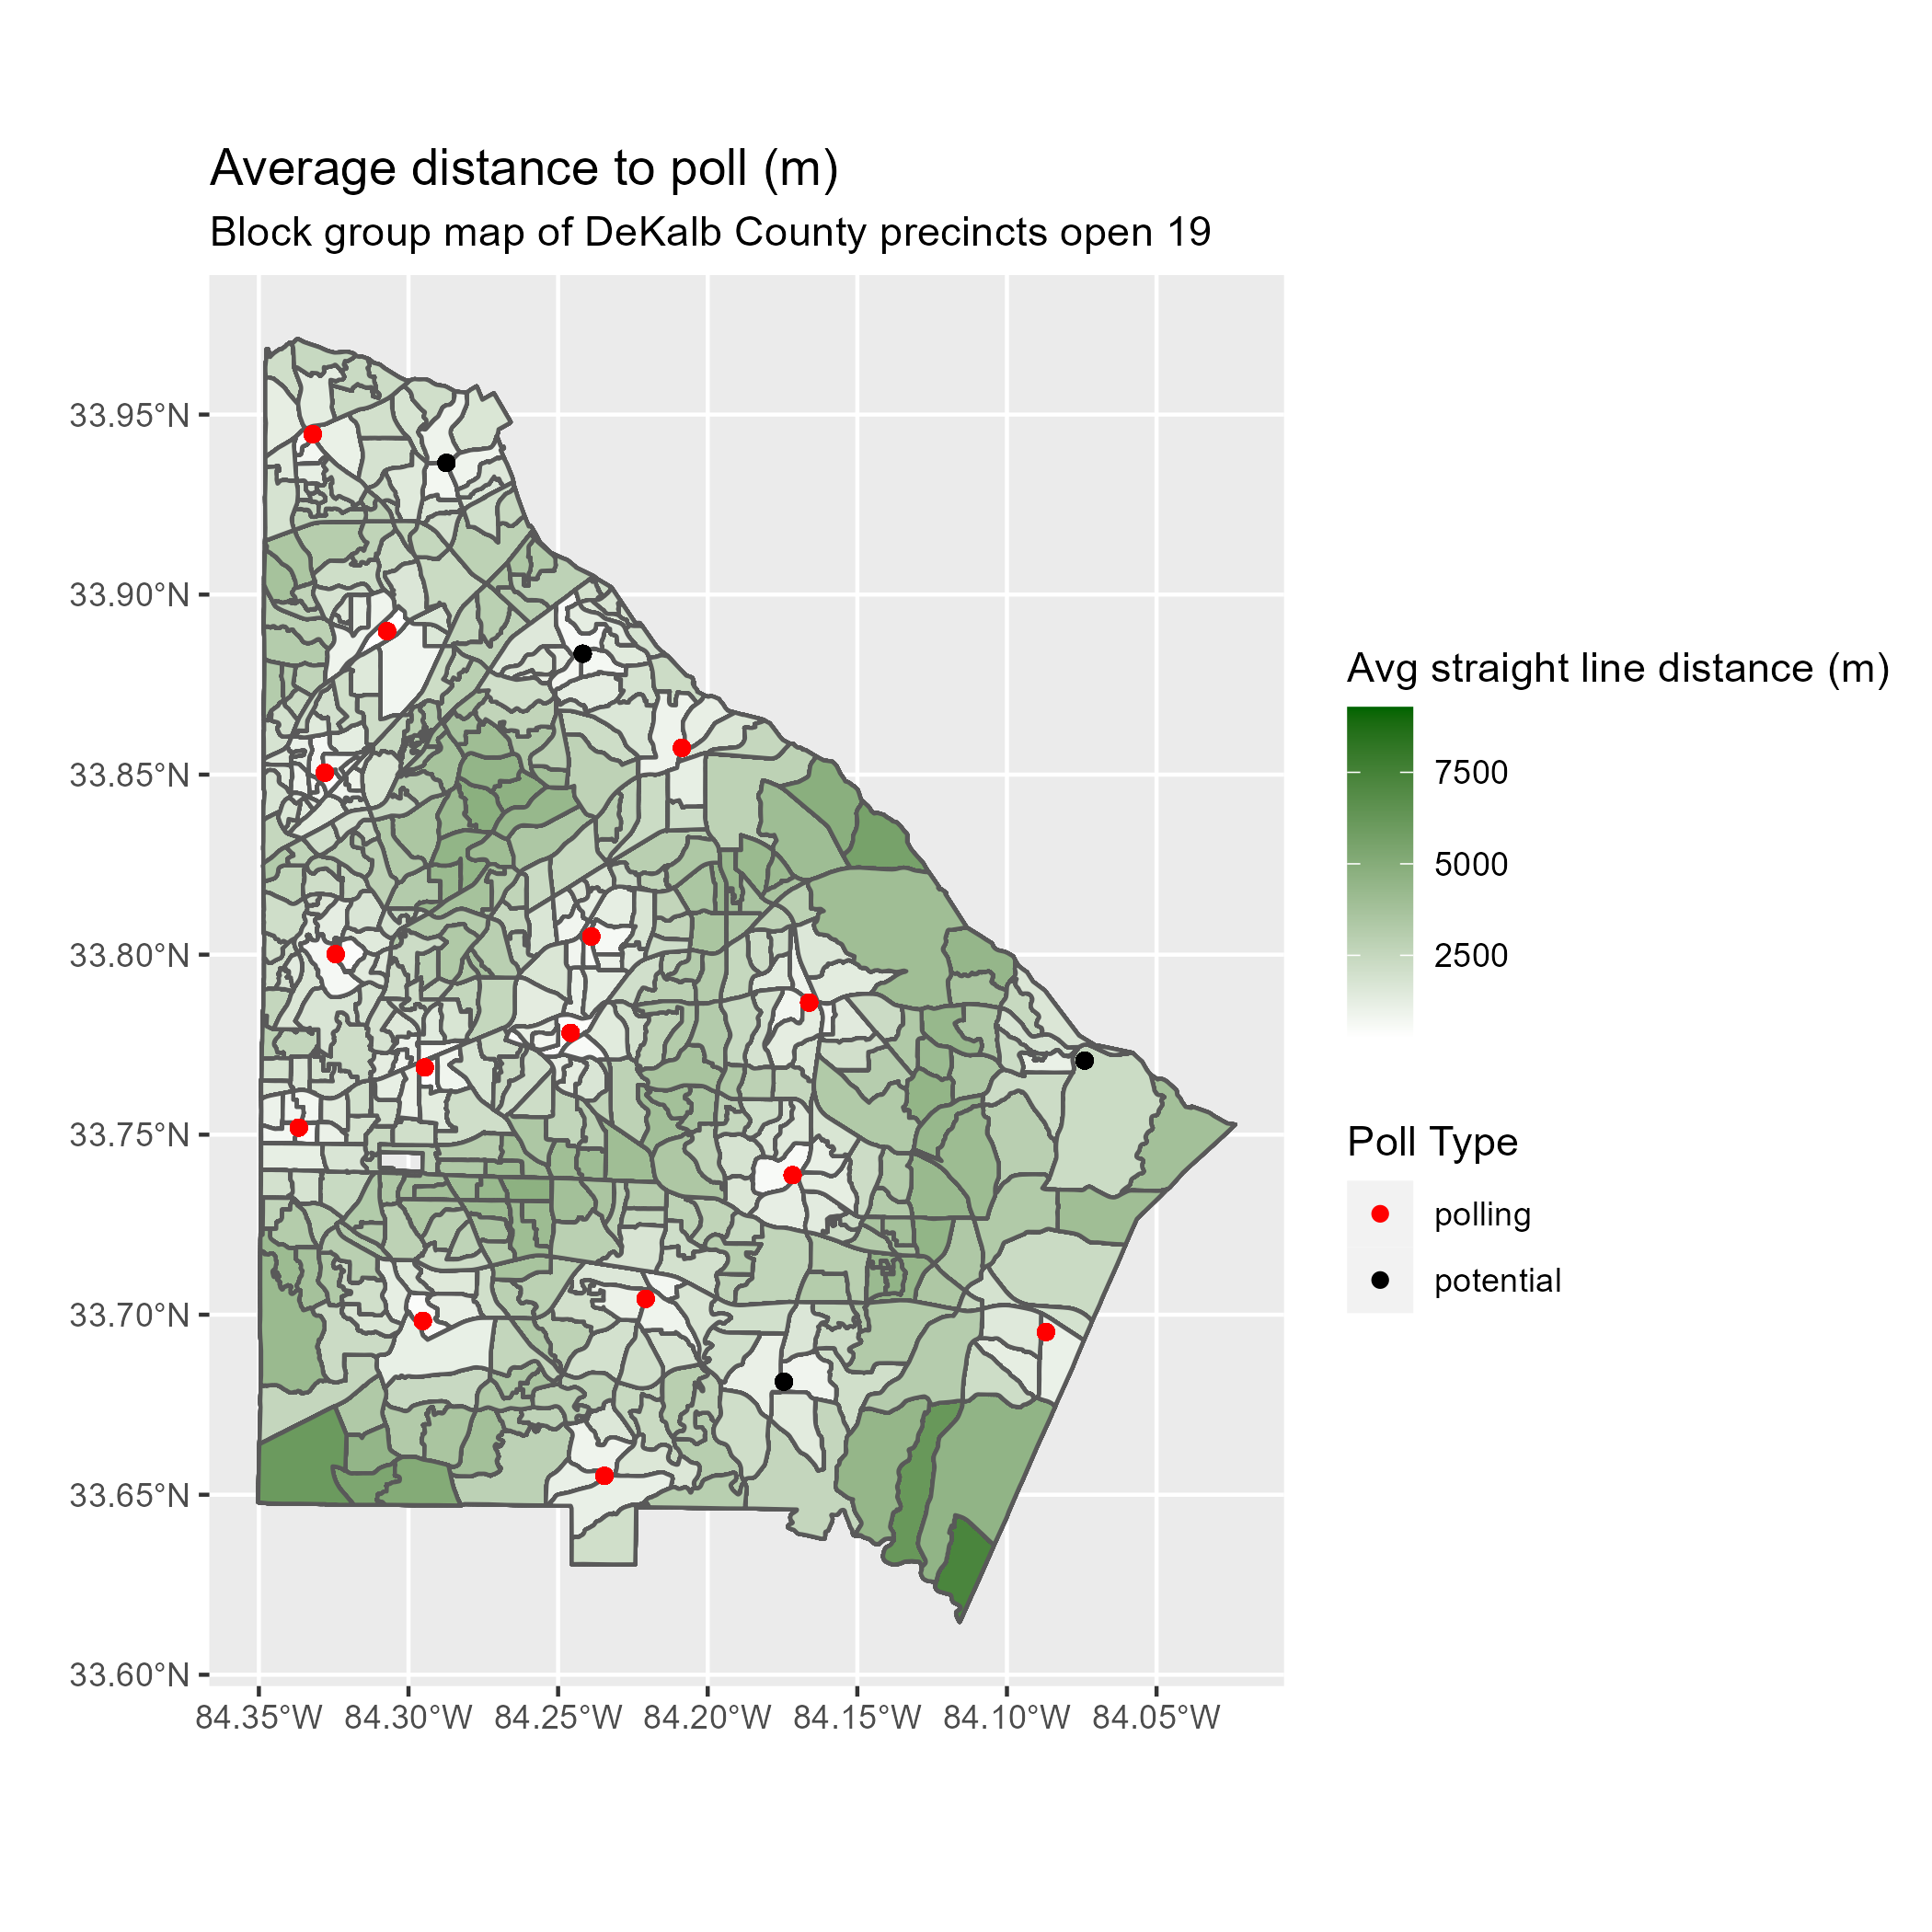 Average distance to poll (m)
Block group map of DeKalb County precincts open 19
33.95°N
33.90°N
33.85°N
33.80°N
33.75°N
33.70°N
33.65°N
33.60°N
84.35°W
84.30°W
84.25°W
84.20°W
84.15°W
84.10°W
84.05°W
Avg straight line distance (m)
7500
5000
2500
Poll Type
polling
potential